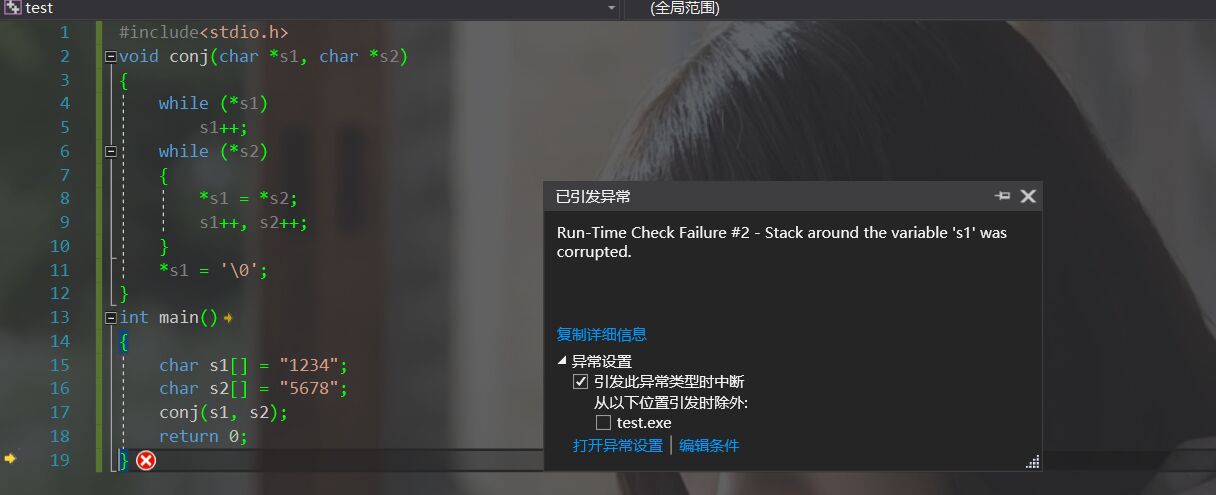 test
(全局范围)
1 #include<stdio.h>
2 void conj(char *s1, char *s2)
3 {
4 while (*s1)
5 s1++;
6 while (*s2)
7 {
8 *s1 = *s2;
9 s1++, s2++;
10 }
11 *s1 = '\0';
12 }
13 int main()
14 {
15 char s1[] = "1234";
16 char s2[] = "5678";
17 conj(s1, s2);
18 return 0;
19 }
已引发异常
Run-Time Check Failure #2 - Stack around the variable 's1' was
corrupted.
复制详细信息
异常设置
引发此异常类型时中断
从以下位置引发时除外:
test.exe
打开异常设置 | 编辑条件